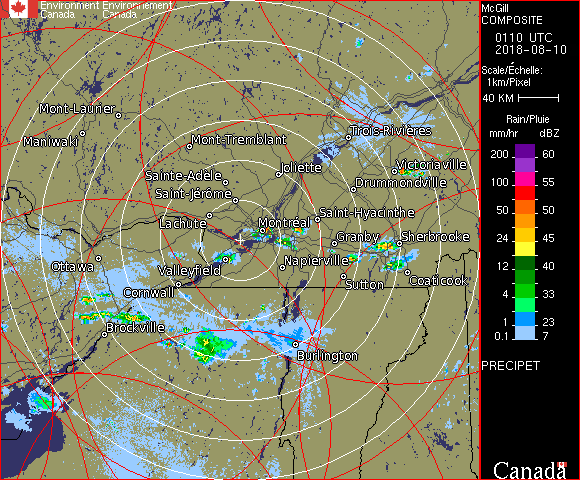 Environment Environnement
Canada Canada
McGill
COMPOSITE
0110 UTC
2018-08-10
Scale/Échelle:
1km/Pixel
40 KM
Rain/Pluie
mm/hr dBZ
200 60
100 55
50 50
24 45
12 40
4 33
1 23
0.1 7
PRECIPET
Canada
Mont-Laurier
Maniwaki
Mont-Tremblant
Trois-Rivières
Sainte-Adèle
Joliette
Victoriaville
Saint-Jérôme
Drummondville
Lachute
Montréal
Saint-Hyacinthe
Granby
Sherbrooke
Ottawa
Valleyfield
Napierville
Cornwall
Sutton
Coaticook
Brockville
Burlington